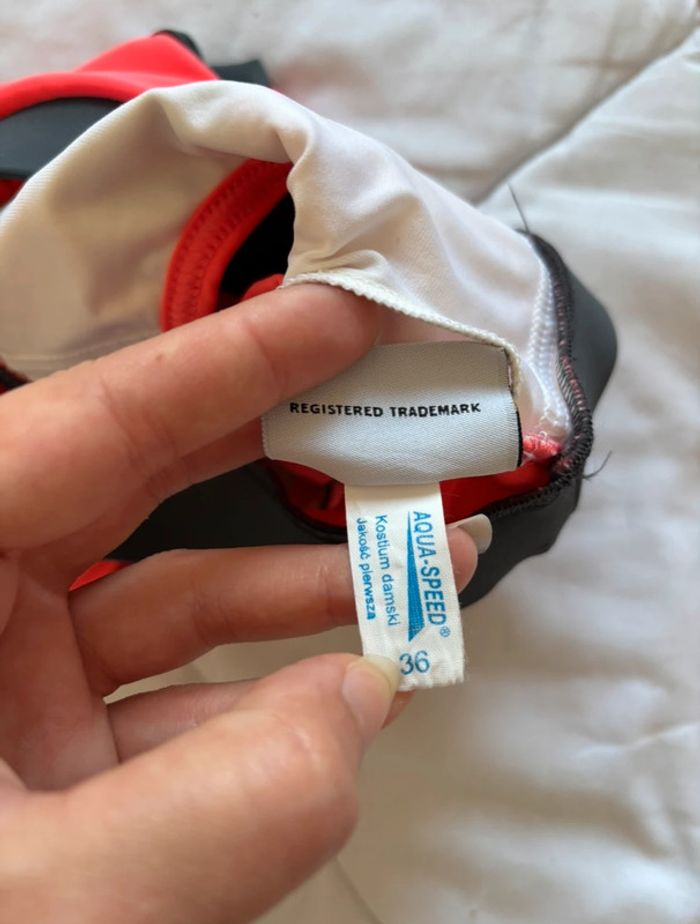 REGISTERED TRADEMARK
AQUA-SPEED®
Kostium damski
Jakość pierwsza
36